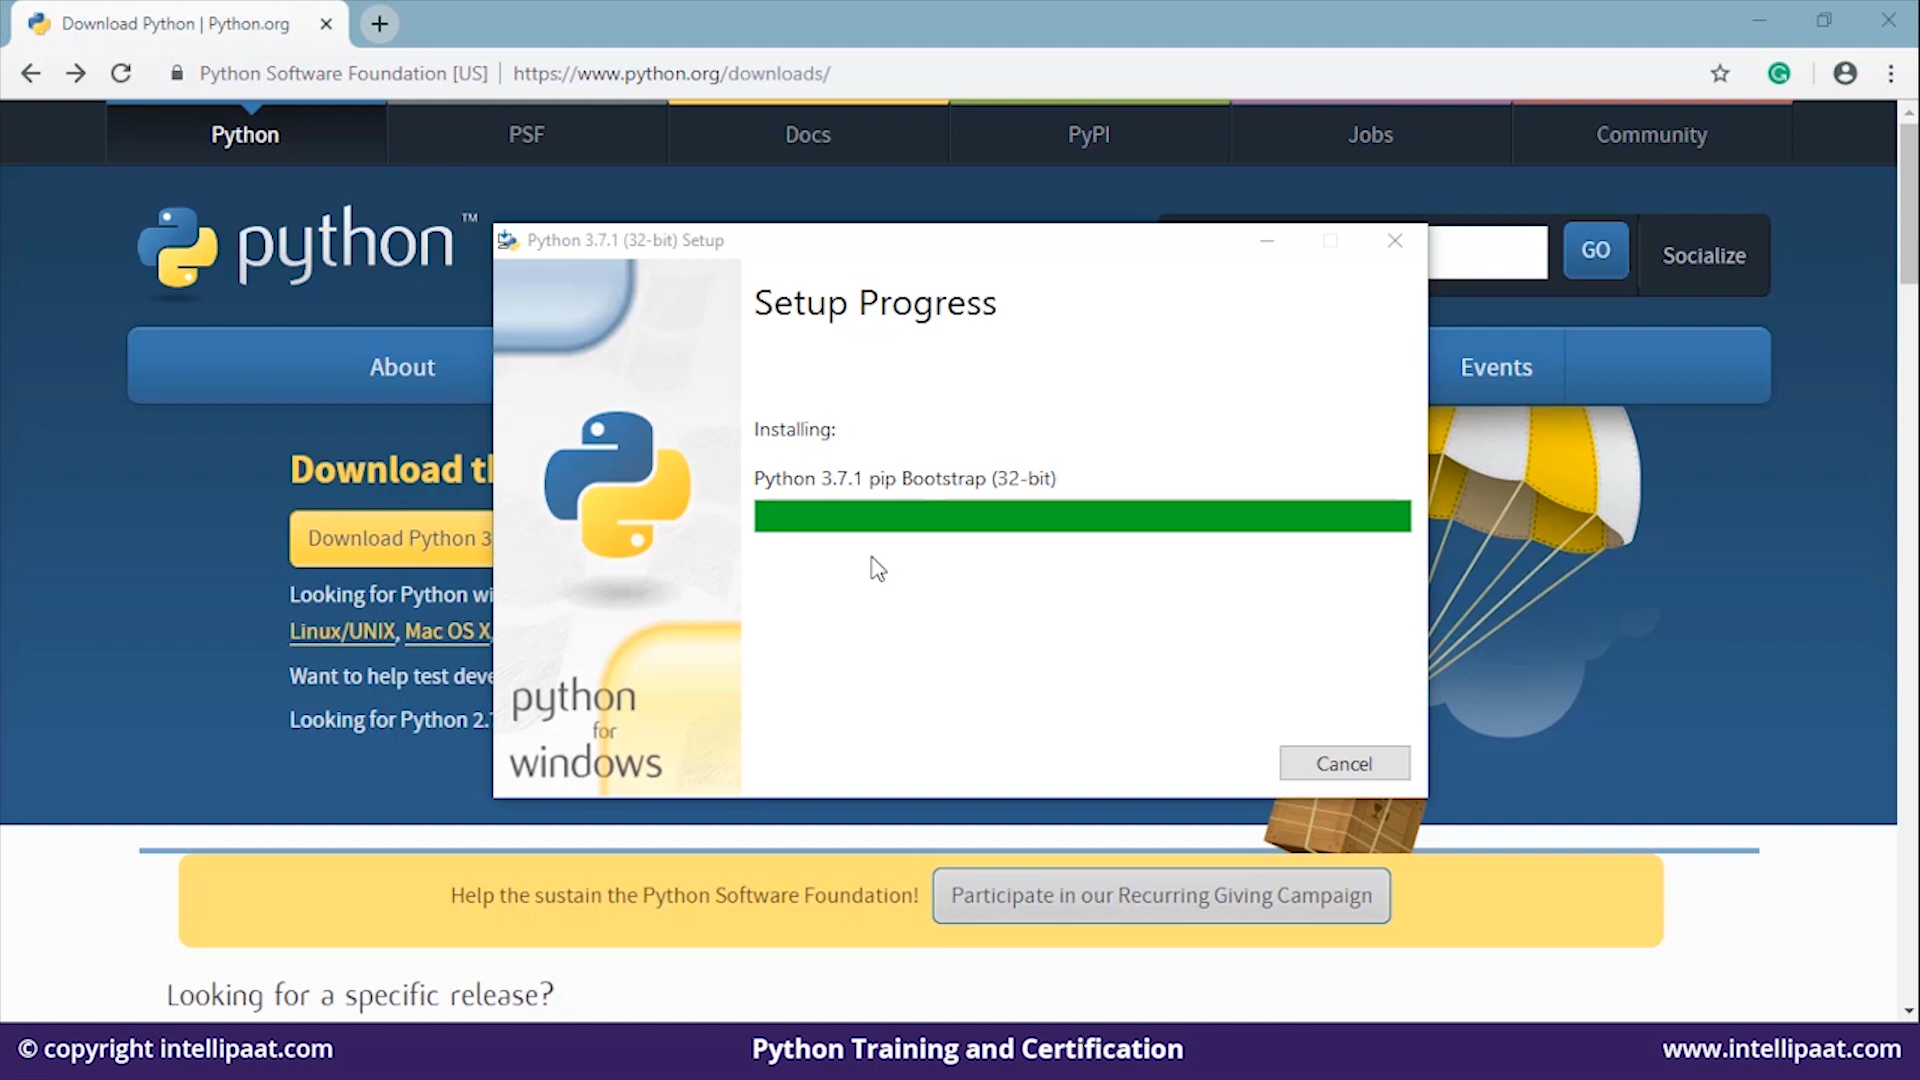 Download Python | Python.org
Python Software Foundation [US] | https://www.python.org/downloads/
Python PSF Docs PyPI Jobs Community
python™
GO Socialize
Python 3.7.1 (32-bit) Setup
Setup Progress
About
Events
Installing:
Download t
Python 3.7.1 pip Bootstrap (32-bit)
Download Python 3
Looking for Python wi
Linux/UNIX, Mac OS X,
Want to help test deve
Looking for Python 2.
python
for
windows
Cancel
Help the sustain the Python Software Foundation! Participate in our Recurring Giving Campaign
Looking for a specific release?
© copyright intellipaat.com Python Training and Certification www.intellipaat.com